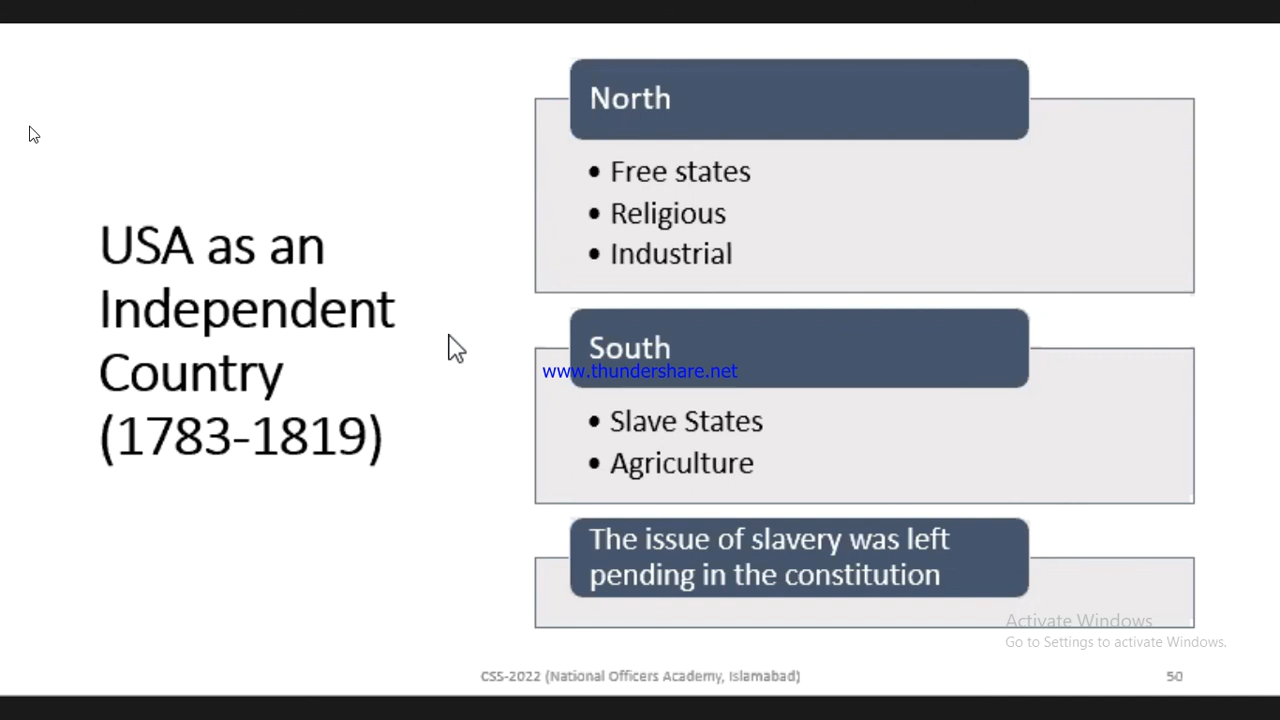 USA as an
Independent
Country
(1783-1819)
North
• Free states
• Religious
• Industrial
South
www.thundershare.net
• Slave States
• Agriculture
The issue of slavery was left
pending in the constitution
Activate Windows
Go to Settings to activate Windows.
CSS-2022 (National Officers Academy, Islamabad)
50